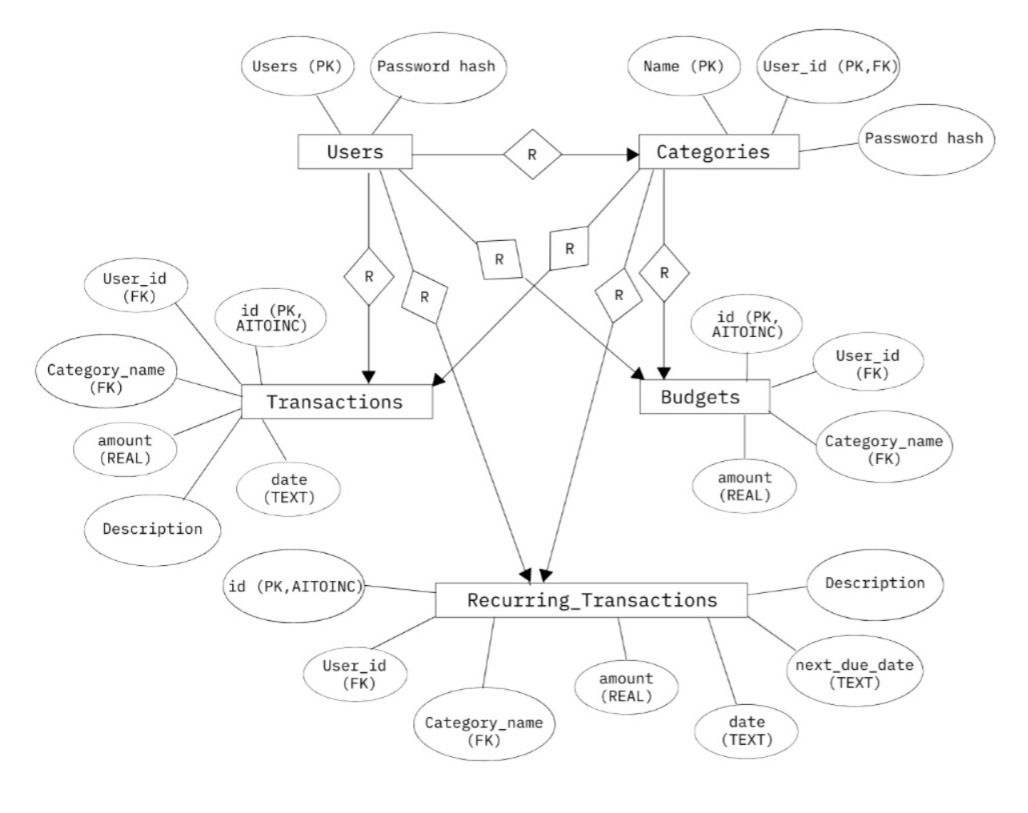 Users (PK)
Password hash
Name (PK)
User_id (PK,FK)
Password hash
Users
R
Categories
R
R
R
R
R
R
User_id
(FK)
id (PK,
AITOINC)
Category_name
(FK)
amount
(REAL)
Description
date
(TEXT)
Transactions
id (PK,
AITOINC)
User_id
(FK)
Budgets
Category_name
(FK)
amount
(REAL)
id (PK,AITOINC)
Recurring_Transactions
Description
User_id
(FK)
Category_name
(FK)
amount
(REAL)
date
(TEXT)
next_due_date
(TEXT)